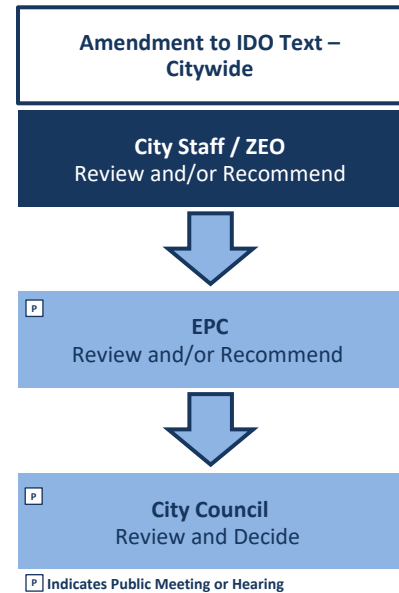 Amendment to IDO Text –
Citywide
City Staff / ZEO
Review and/or Recommend
P
EPC
Review and/or Recommend
P
City Council
Review and Decide
P Indicates Public Meeting or Hearing